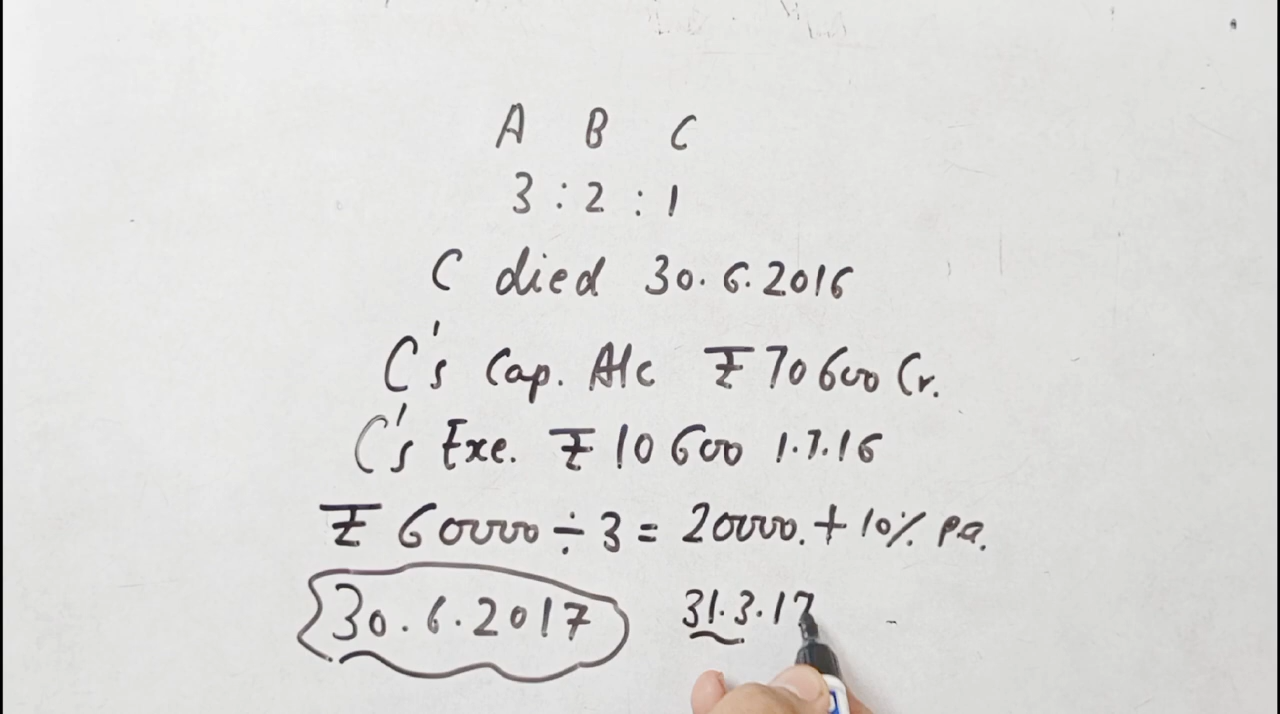 A B C
3 : 2 : 1
C died 30.6.2016
C's Cap. A/c ₹ 70600 Cr.
C's Exe. ₹ 10600 1.7.16
₹ 60000 ÷ 3 = 20000. + 10% pa.
30.6.2017 31.3.17